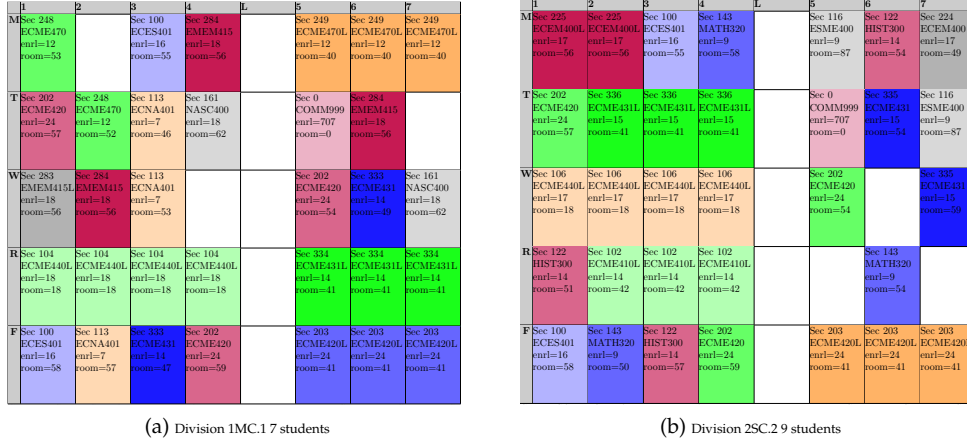 1 2 3 4 L 5 6 7
M
Sec 248
ECME470
enrl=12
room=53
Sec 100
ECES401
enrl=16
room=55
Sec 284
EMEM415
enrl=18
room=56
Sec 249
ECME470L
enrl=12
room=40
Sec 249
ECME470L
enrl=12
room=40
Sec 249
ECME470L
enrl=12
room=40
T
Sec 202
ECME420
enrl=24
room=57
Sec 248
ECME470
enrl=12
room=52
Sec 113
ECNA401
enrl=7
room=46
Sec 161
NASC400
enrl=18
room=62
Sec 0
COMM999
enrl=707
room=0
Sec 284
EMEM415
enrl=18
room=56
W
Sec 283
EMEM415L
enrl=18
room=56
Sec 284
EMEM415
enrl=18
room=56
Sec 113
ECNA401
enrl=7
room=53
Sec 202
ECME420
enrl=24
room=54
Sec 333
ECME431
enrl=14
room=49
Sec 161
NASC400
enrl=18
room=62
R
Sec 104
ECME440L
enrl=18
room=18
Sec 104
ECME440L
enrl=18
room=18
Sec 104
ECME440L
enrl=18
room=18
Sec 104
ECME440L
enrl=18
room=18
Sec 334
ECME431L
enrl=14
room=41
Sec 334
ECME431L
enrl=14
room=41
Sec 334
ECME431L
enrl=14
room=41
F
Sec 100
ECES401
enrl=16
room=58
Sec 113
ECNA401
enrl=7
room=57
Sec 333
ECME431
enrl=14
room=47
Sec 202
ECME420
enrl=24
room=59
Sec 203
ECME420L
enrl=24
room=41
Sec 203
ECME420L
enrl=24
room=41
Sec 203
ECME420L
enrl=24
room=41
(a) Division 1MC.1 7 students
1 2 3 4 L 5 6 7
M
Sec 225
ECEM400L
enrl=17
room=56
Sec 225
ECEM400L
enrl=17
room=56
Sec 100
ECES401
enrl=16
room=55
Sec 143
MATH320
enrl=9
room=58
Sec 116
ESME400
enrl=9
room=87
Sec 122
HIST300
enrl=14
room=54
Sec 224
ECEM400
enrl=17
room=49
T
Sec 202
ECME420
enrl=24
room=57
Sec 336
ECME431L
enrl=15
room=41
Sec 336
ECME431L
enrl=15
room=41
Sec 336
ECME431L
enrl=15
room=41
Sec 0
COMM999
enrl=707
room=0
Sec 335
ECME431
enrl=15
room=54
Sec 116
ESME400
enrl=9
room=87
W
Sec 106
ECME440L
enrl=17
room=18
Sec 106
ECME440L
enrl=17
room=18
Sec 106
ECME440L
enrl=17
room=18
Sec 106
ECME440L
enrl=17
room=18
Sec 202
ECME420
enrl=24
room=54
Sec 335
ECME431
enrl=15
room=59
R
Sec 122
HIST300
enrl=14
room=51
Sec 102
ECME410L
enrl=14
room=42
Sec 102
ECME410L
enrl=14
room=42
Sec 102
ECME410L
enrl=14
room=42
Sec 143
MATH320
enrl=9
room=54
F
Sec 100
ECES401
enrl=16
room=58
Sec 143
MATH320
enrl=9
room=50
Sec 122
HIST300
enrl=14
room=57
Sec 202
ECME420
enrl=24
room=59
Sec 203
ECME420L
enrl=24
room=41
Sec 203
ECME420L
enrl=24
room=41
Sec 203
ECME420L
enrl=24
room=41
(b) Division 2SC.2 9 students